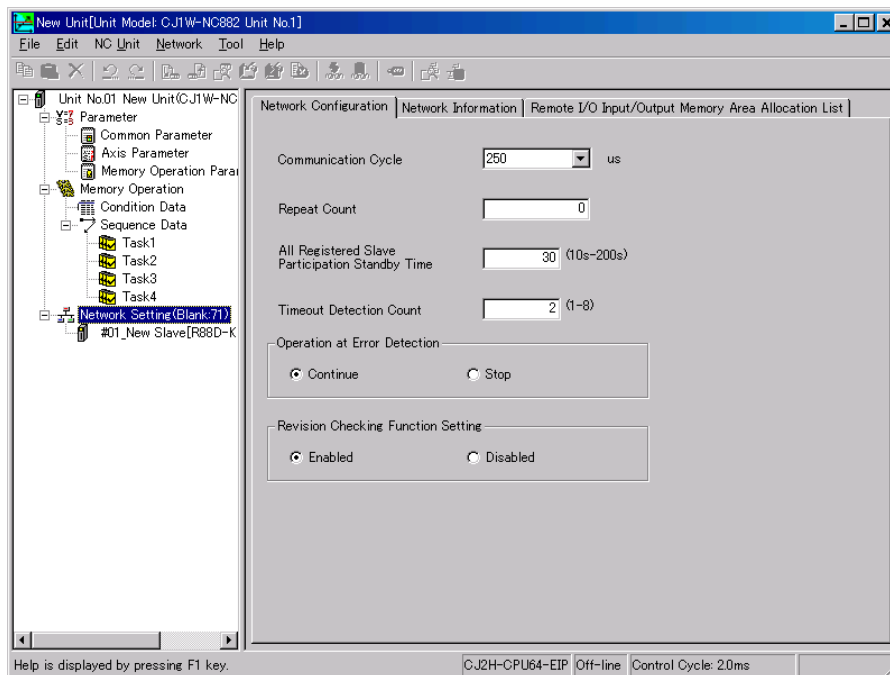 New Unit[Unit Model: CJ1W-NC882 Unit No.1]
File Edit NC Unit Network Tool Help
Unit No.01 New Unit(CJ1W-NC
Parameter
Common Parameter
Axis Parameter
Memory Operation Para
Memory Operation
Condition Data
Sequence Data
Task1
Task2
Task3
Task4
Network Setting(Blank:71)
#01_New Slave[R88D-K
Network Configuration
Network Information
Remote I/O Input/Output Memory Area Allocation List
Communication Cycle 250 us
Repeat Count 0
All Registered Slave
Participation Standby Time 30 (10s-200s)
Timeout Detection Count 2 (1-8)
Operation at Error Detection
Continue Stop
Revision Checking Function Setting
Enabled Disabled
Help is displayed by pressing F1 key.
CJ2H-CPU64-EIP Off-line Control Cycle: 2.0ms